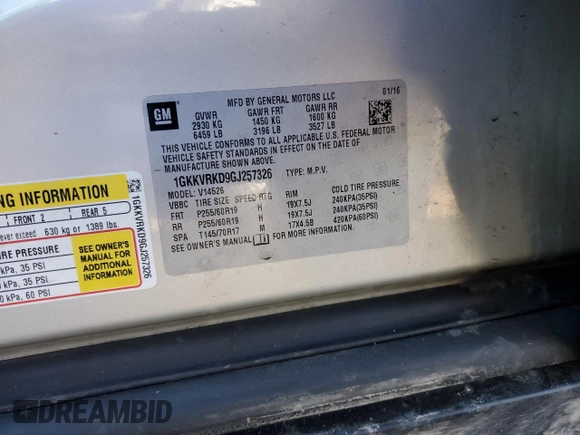 GM
MFD BY GENERAL MOTORS LLC
01/16
GVWR GAWR FRT GAWR RR
2930 KG 1450 KG 1600 KG
6459 LB 3196 LB 3527 LB
THIS VEHICLE CONFORMS TO ALL APPLICABLE U.S. FEDERAL MOTOR
VEHICLE SAFETY STANDARDS IN EFFECT ON THE DATE OF
MANUFACTURE SHOWN ABOVE.
1GKKVRKD9GJ257326 TYPE: M.P.V.
MODEL: V14526
VBBC TIRE SIZE SPEED RTG RIM COLD TIRE PRESSURE
FRT P255/60R19 H 19X7.5J 240KPA(35PSI)
RR P255/60R19 H 19X7.5J 240KPA(35PSI)
SPA T145/70R17 M 17X4.5B 420KPA(60PSI)
SEE OWNER'S MANUAL FOR MORE INFORMATION.
NG INFORMATION
FRONT 2 REAR 5
ever exceed 630 kg or 1389 lbs.
IRE PRESSURE
kPa, 35 PSI
kPa, 35 PSI
0 kPa, 60 PSI
SEE OWNER'S
MANUAL FOR
ADDITIONAL
INFORMATION
1GKKVRKD9GJ257326
DREAMBID